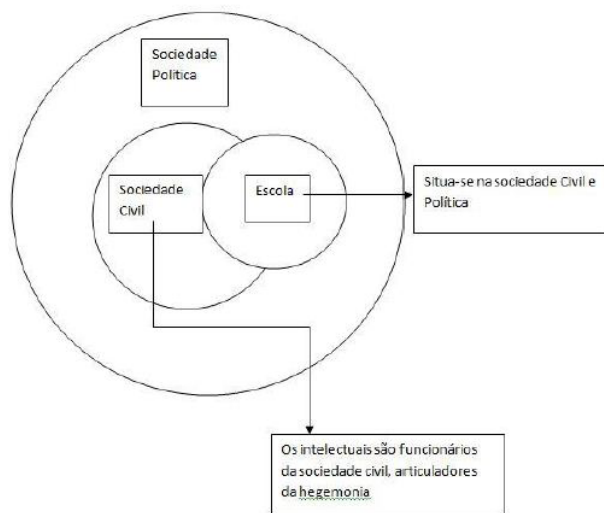 Sociedade
Política
Sociedade
Civil
Escola
Situa-se na sociedade Civil e
Política
Os intelectuais são funcionários
da sociedade civil, articuladores
da hegemonia